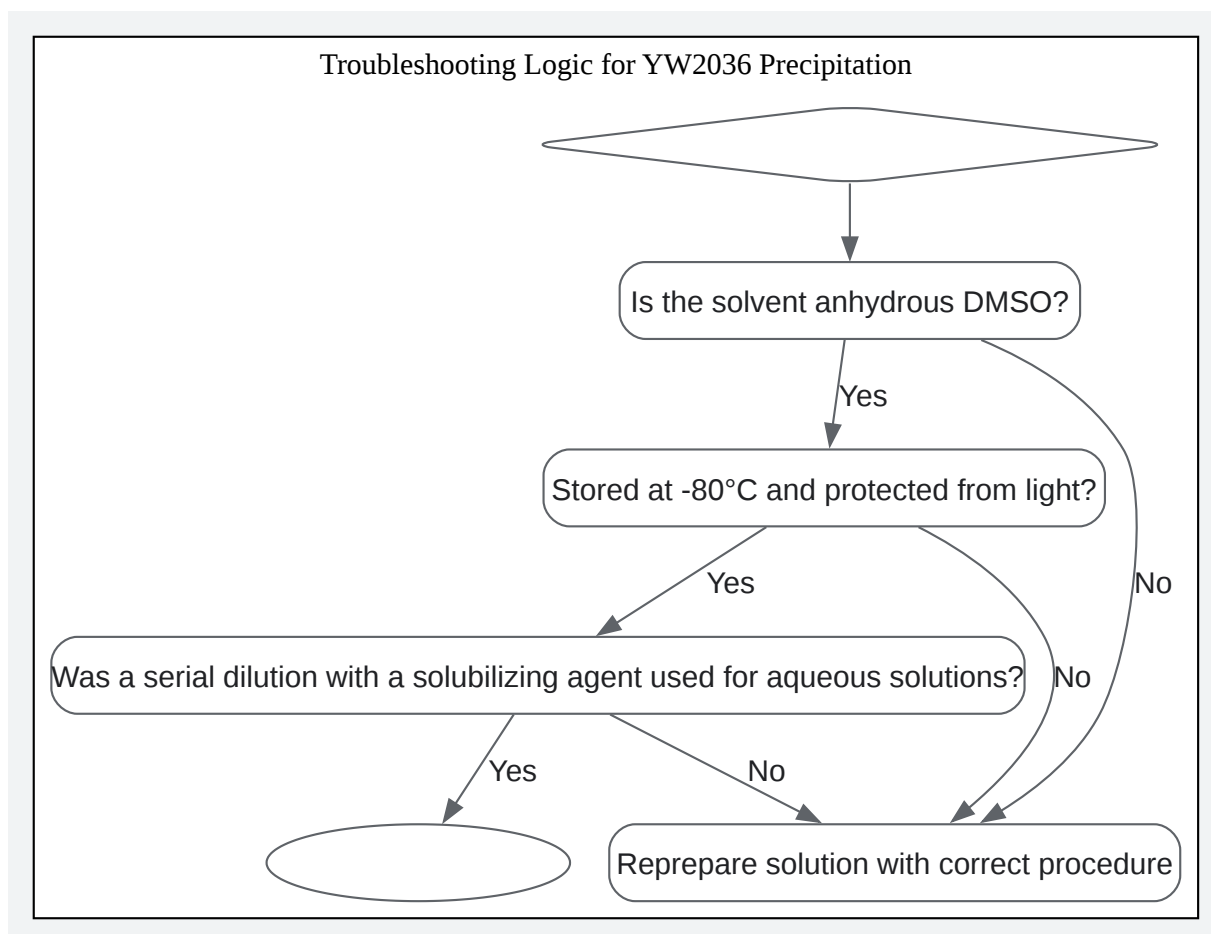 Troubleshooting Logic for YW2036 Precipitation
Is the solvent anhydrous DMSO?
Yes
Stored at -80°C and protected from light?
Yes
No
Was a serial dilution with a solubilizing agent used for aqueous solutions?
No
Yes
No
Reprepare solution with correct procedure